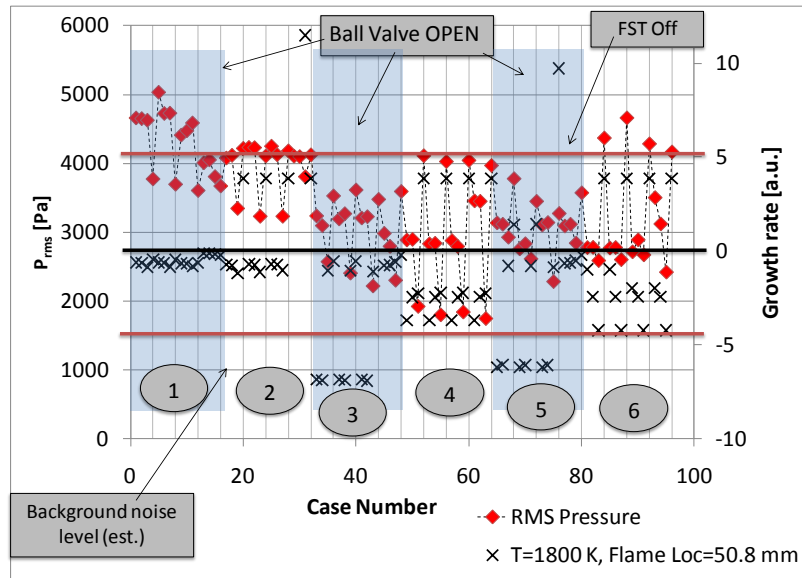 Ball Valve OPEN
FST Off
6000
5000
4000
3000
2000
1000
0
P_rms [Pa]
10
5
0
-5
-10
Growth rate [a.u.]
1
2
3
4
5
6
0
20
40
60
80
100
Case Number
Background noise
level (est.)
RMS Pressure
T=1800 K, Flame Loc=50.8 mm